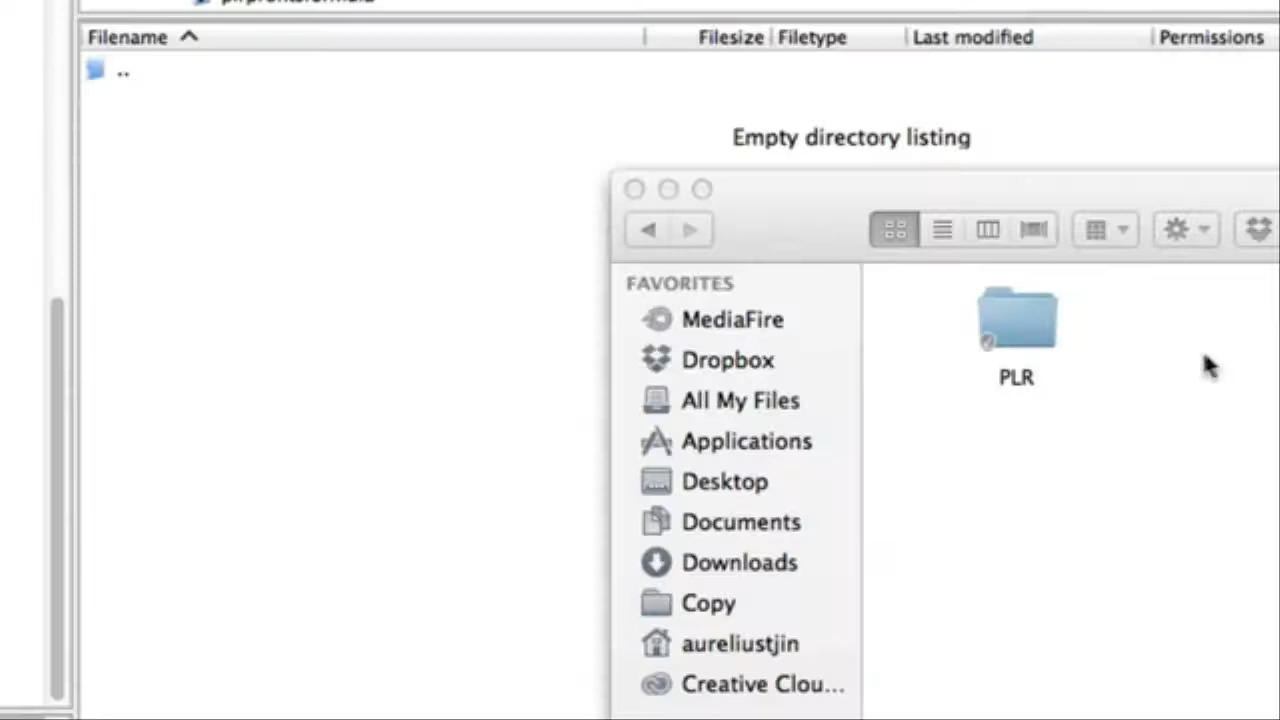 Filename Filesize Filetype Last modified Permissions
..
Empty directory listing
FAVORITES
MediaFire
Dropbox
All My Files
Applications
Desktop
Documents
Downloads
Copy
aureliustjin
Creative Clou...
PLR